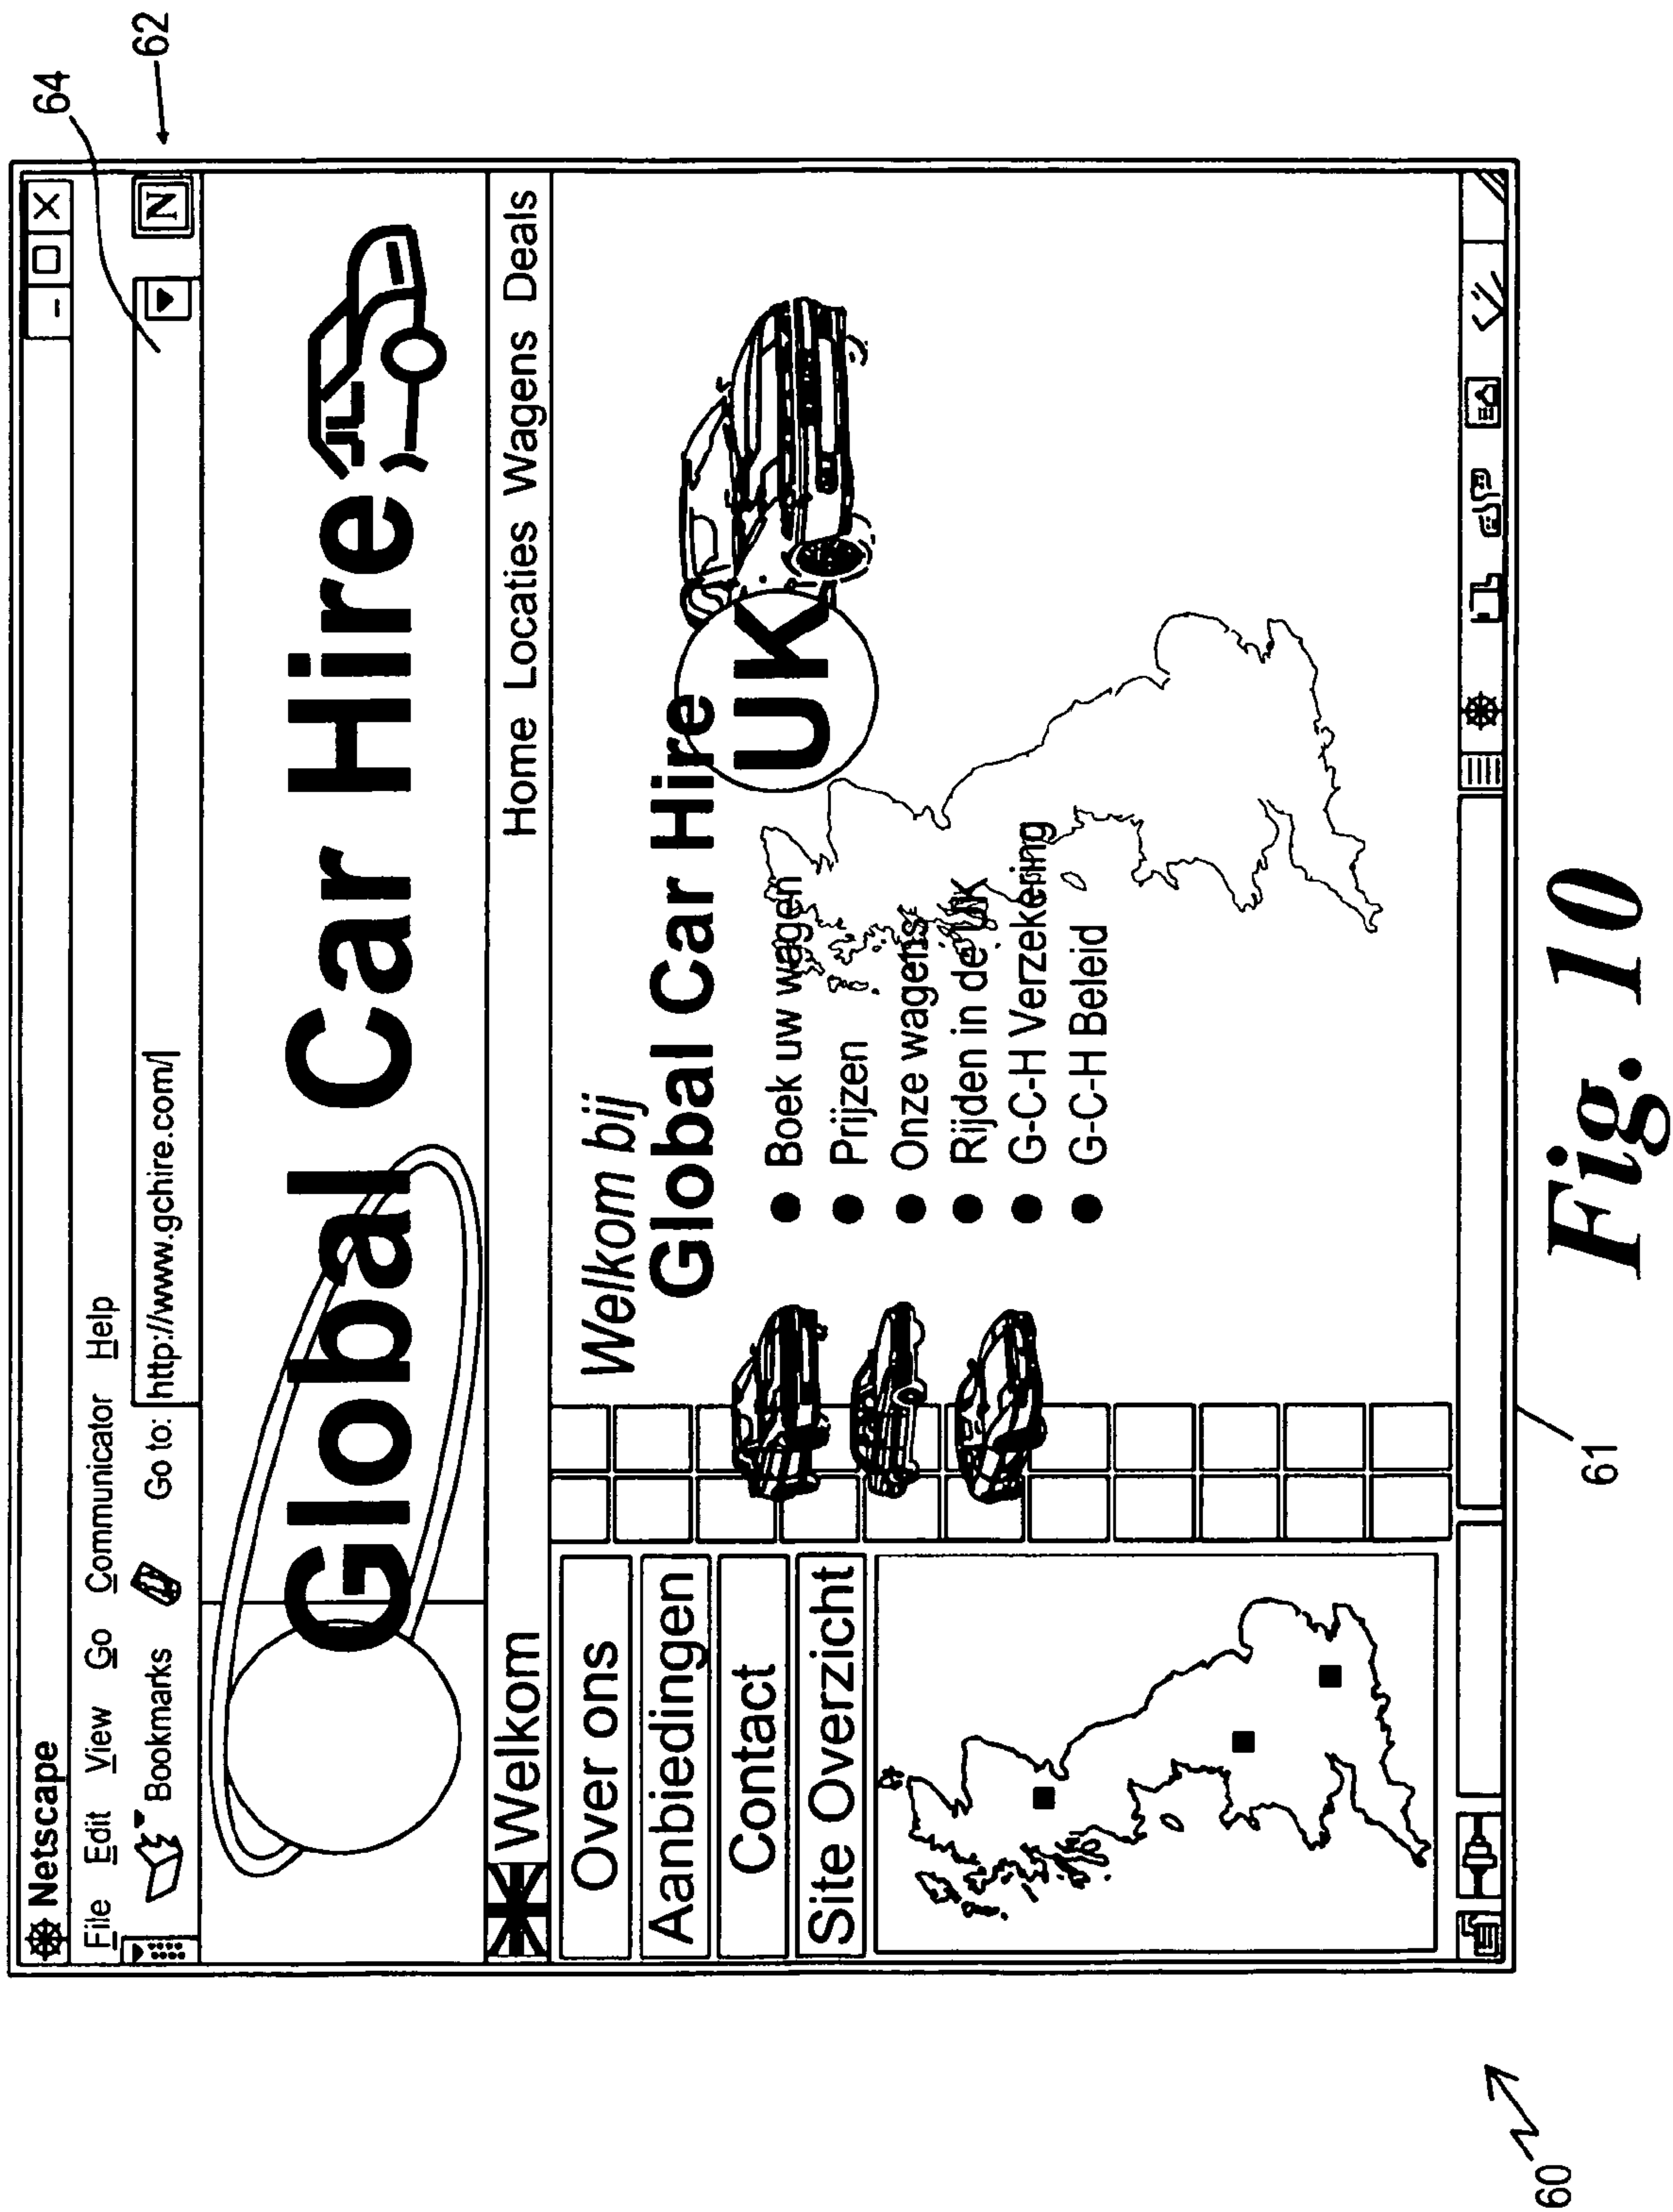 64
62
Netscape
File Edit View Go Communicator Help
Bookmarks Go to: http://www.gchire.com/ N
Global Car Hire
Welkom Home Locaties Wagens Deals
Over ons
Aanbiedingen
Contact
Site Overzicht
Welkom bij
Global Car Hire
UK
Boek uw wagen
Prijzen
Onze wagens
Rijden in de UK
G-C-H Verzekering
G-C-H Beleid
60
61
Fig. 10